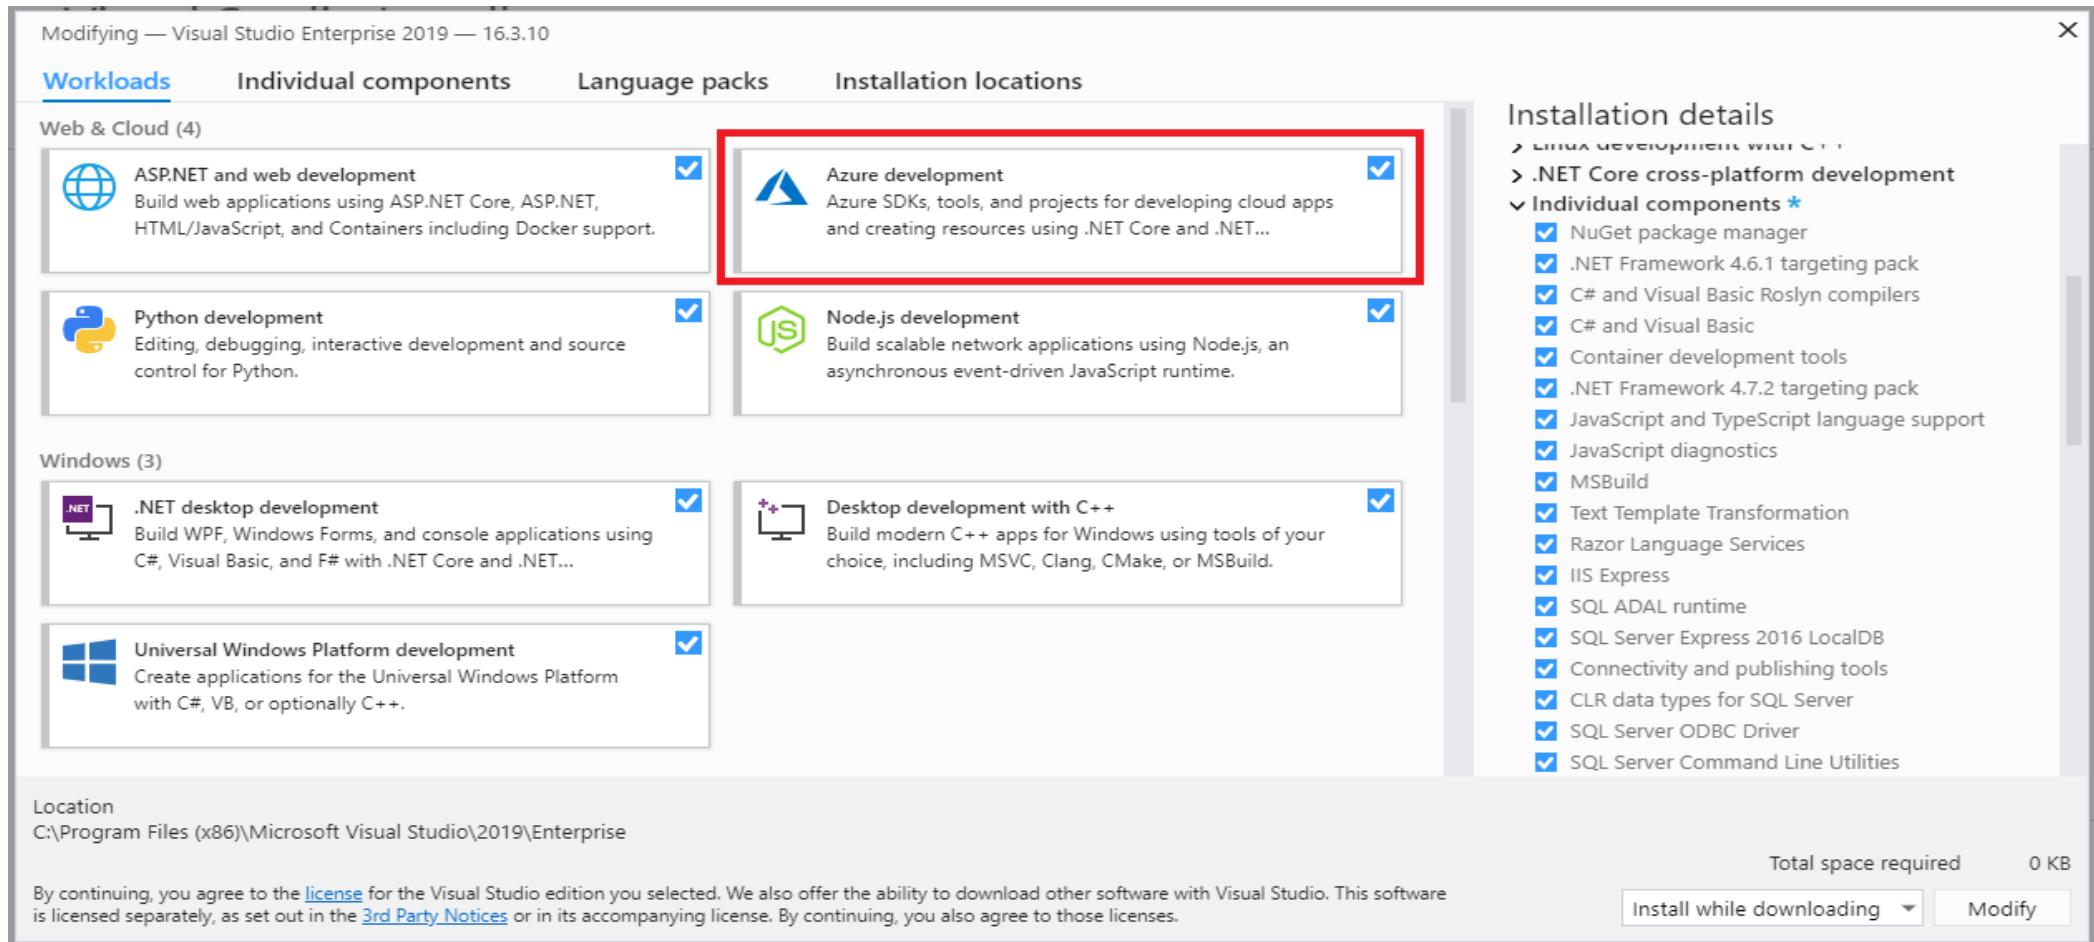 Modifying — Visual Studio Enterprise 2019 — 16.3.10
Workloads
Individual components
Language packs
Installation locations
Web & Cloud (4)
ASP.NET and web development
Build web applications using ASP.NET Core, ASP.NET,
HTML/JavaScript, and Containers including Docker support.
Azure development
Azure SDKs, tools, and projects for developing cloud apps
and creating resources using .NET Core and .NET...
Python development
Editing, debugging, interactive development and source
control for Python.
JS
Node.js development
Build scalable network applications using Node.js, an
asynchronous event-driven JavaScript runtime.
Windows (3)
.NET
.NET desktop development
Build WPF, Windows Forms, and console applications using
C#, Visual Basic, and F# with .NET Core and .NET...
Desktop development with C++
Build modern C++ apps for Windows using tools of your
choice, including MSVC, Clang, CMake, or MSBuild.
Universal Windows Platform development
Create applications for the Universal Windows Platform
with C#, VB, or optionally C++.
Installation details
Linux development with C++
.NET Core cross-platform development
Individual components *
NuGet package manager
.NET Framework 4.6.1 targeting pack
C# and Visual Basic Roslyn compilers
C# and Visual Basic
Container development tools
.NET Framework 4.7.2 targeting pack
JavaScript and TypeScript language support
JavaScript diagnostics
MSBuild
Text Template Transformation
Razor Language Services
IIS Express
SQL ADAL runtime
SQL Server Express 2016 LocalDB
Connectivity and publishing tools
CLR data types for SQL Server
SQL Server ODBC Driver
SQL Server Command Line Utilities
Location
C:\Program Files (x86)\Microsoft Visual Studio\2019\Enterprise
Total space required 0 KB
By continuing, you agree to the license for the Visual Studio edition you selected. We also offer the ability to download other software with Visual Studio. This software
is licensed separately, as set out in the 3rd Party Notices or in its accompanying license. By continuing, you also agree to those licenses.
Install while downloading
Modify